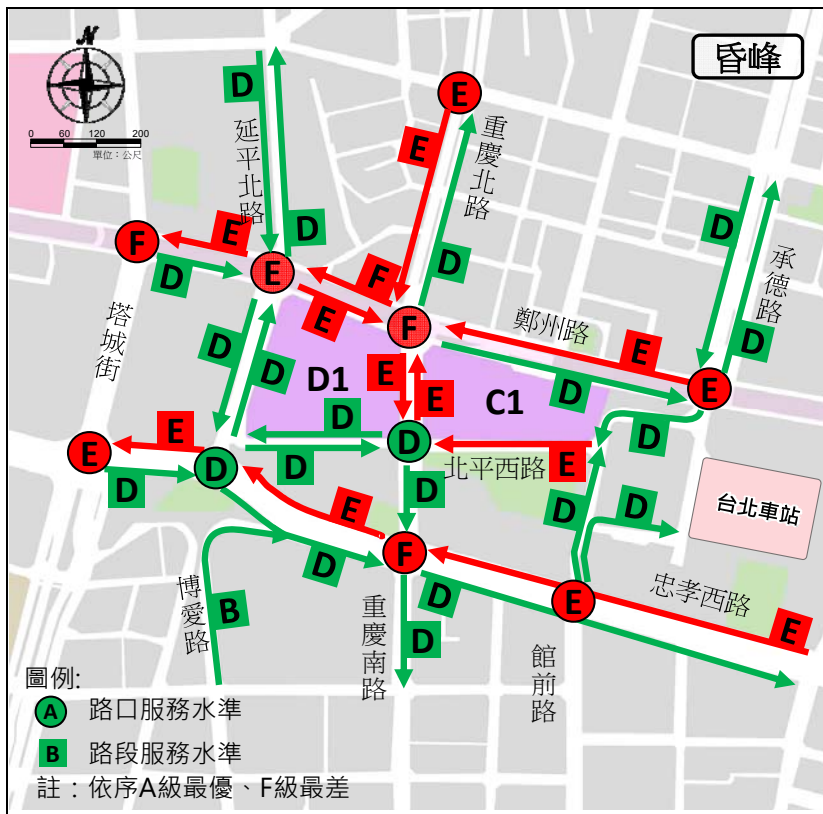 N
昏峰
0 60 120 200
單位：公尺
E
D
E
重慶北路
延平北路
D
D
D
承德路
F
E
D
D
E
F
E
F
鄭州路
塔城街
D
D
E
E
D
E
D1
E
C1
D
D
D
E
E
D
D
D
北平西路
E
D
D
E
D
D
台北車站
D
F
E
忠孝西路
博愛路
B
D
重慶南路
D
館前路
E
圖例:
A 路口服務水準
B 路段服務水準
註：依序A級最優、F級最差